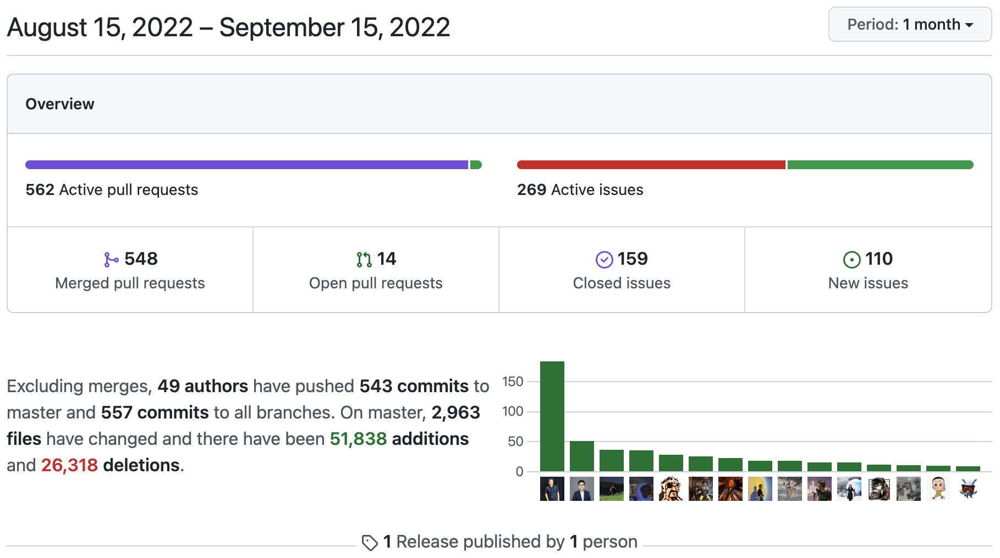 August 15, 2022 – September 15, 2022
Period: 1 month
Overview
562 Active pull requests
269 Active issues
548
Merged pull requests
14
Open pull requests
159
Closed issues
110
New issues
Excluding merges, 49 authors have pushed 543 commits to
master and 557 commits to all branches. On master, 2,963
files have changed and there have been 51,838 additions
and 26,318 deletions.
150
100
50
0
1 Release published by 1 person